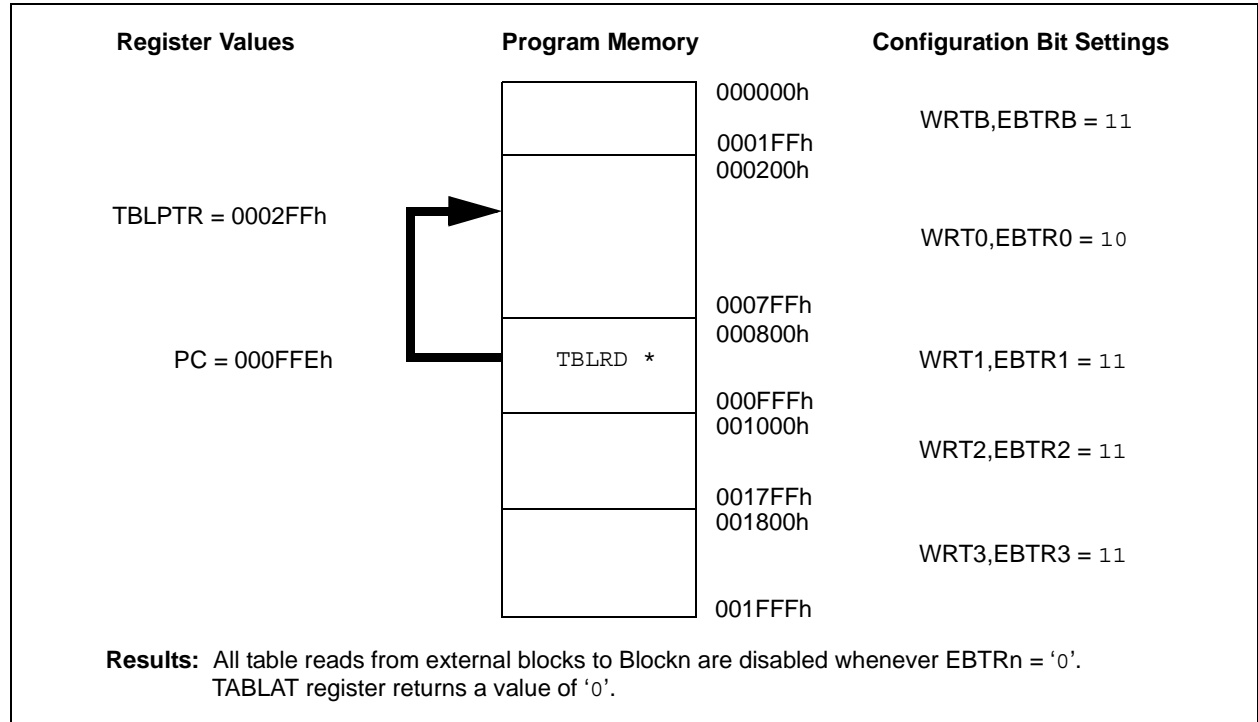 Register Values
Program Memory
Configuration Bit Settings
000000h
WRTB,EBTRB = 11
0001FFh
000200h
TBLPTR = 0002FFh
WRT0,EBTR0 = 10
0007FFh
000800h
PC = 000FFEh
TBLRD *
WRT1,EBTR1 = 11
000FFFh
001000h
WRT2,EBTR2 = 11
0017FFh
001800h
WRT3,EBTR3 = 11
001FFFh
Results: All table reads from external blocks to Blockn are disabled whenever EBTRn = ‘0’.
TABLAT register returns a value of ‘0’.